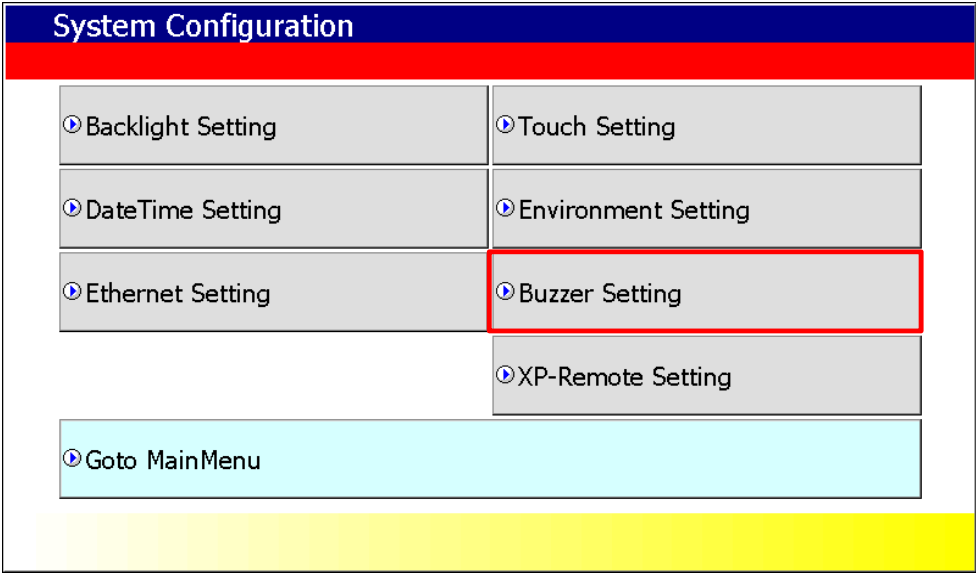 System Configuration
Backlight Setting
Touch Setting
DateTime Setting
Environment Setting
Ethernet Setting
Buzzer Setting
XP-Remote Setting
Goto MainMenu